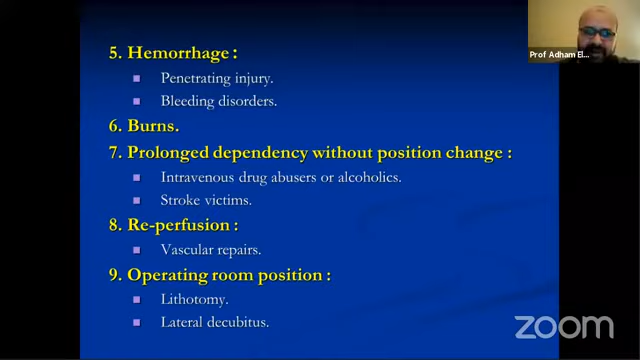 Prof Adham El...
5. Hemorrhage :
Penetrating injury.
Bleeding disorders.
6. Burns.
7. Prolonged dependency without position change :
Intravenous drug abusers or alcoholics.
Stroke victims.
8. Re-perfusion :
Vascular repairs.
9. Operating room position :
Lithotomy.
Lateral decubitus.
zoom